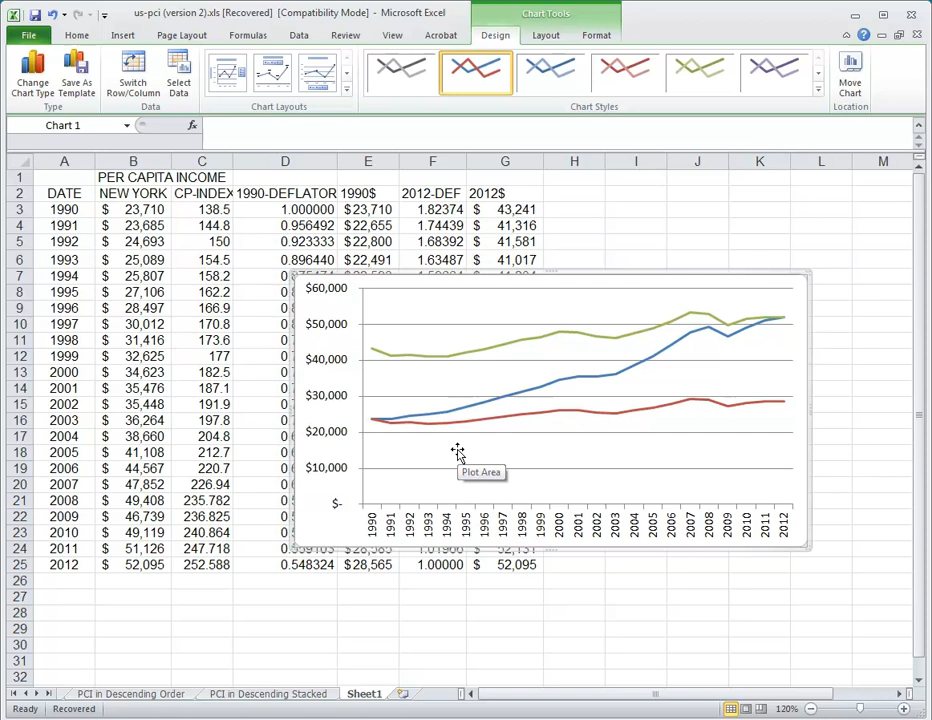 us-pci (version 2).xls [Recovered] [Compatibility Mode] - Microsoft Excel
Chart Tools
File Home Insert Page Layout Formulas Data Review View Acrobat Design Layout Format
Change Chart Type
Save As Template
Switch Row/Column
Select Data
Move Chart
Type Data Chart Layouts Chart Styles Location
Chart 1 fx
A B C D E F G H I J K L M
1 PER CAPITA INCOME
2 DATE NEW YORK CP-INDEX 1990-DEFLATOR 1990$ 2012-DEF 2012$
3 1990 $ 23,710 138.5 1.000000 $23,710 1.82374 $ 43,241
4 1991 $ 23,685 144.8 0.956492 $22,655 1.74439 $ 41,316
5 1992 $ 24,693 150 0.923333 $22,800 1.68392 $ 41,581
6 1993 $ 25,089 154.5 0.896440 $22,491 1.63487 $ 41,017
7 1994 $ 25,807 158.2
8 1995 $ 27,106 162.2
9 1996 $ 28,497 166.9
10 1997 $ 30,012 170.8
11 1998 $ 31,416 173.6
12 1999 $ 32,625 177
13 2000 $ 34,623 182.5
14 2001 $ 35,476 187.1
15 2002 $ 35,448 191.9
16 2003 $ 36,264 197.8
17 2004 $ 38,660 204.8
18 2005 $ 41,108 212.7
19 2006 $ 44,567 220.7
20 2007 $ 47,852 226.94
21 2008 $ 49,408 235.782
22 2009 $ 46,739 236.825
23 2010 $ 49,119 240.864
24 2011 $ 51,126 247.718 0.559103 $28,585 1.01966 $ 52,131
25 2012 $ 52,095 252.588 0.548324 $28,565 1.00000 $ 52,095
26
27
28
29
30
31
32
$60,000
$50,000
$40,000
$30,000
$20,000
$10,000
$-
Plot Area
1990 1991 1992 1993 1994 1995 1996 1997 1998 1999 2000 2001 2002 2003 2004 2005 2006 2007 2008 2009 2010 2011 2012
PCI in Descending Order PCI in Descending Stacked Sheet1
Ready Recovered 120%